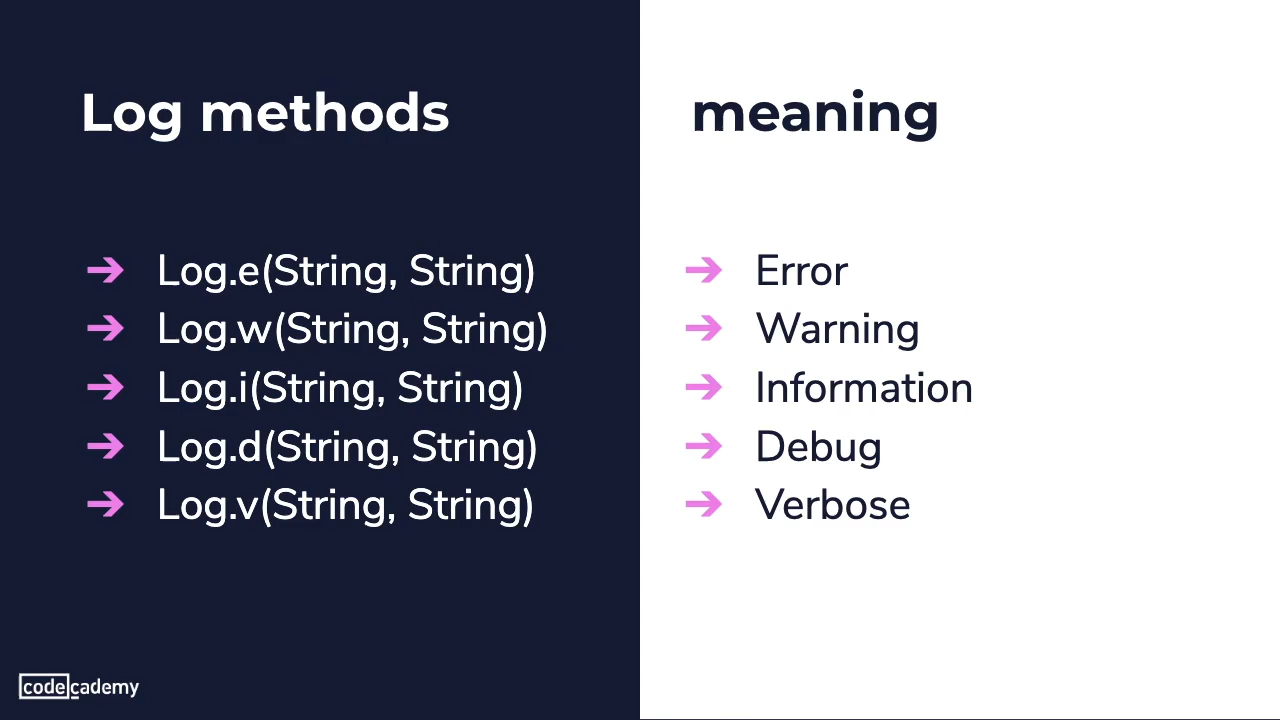 Log methods
Log.e(String, String)
Log.w(String, String)
Log.i(String, String)
Log.d(String, String)
Log.v(String, String)
codecademy
meaning
Error
Warning
Information
Debug
Verbose